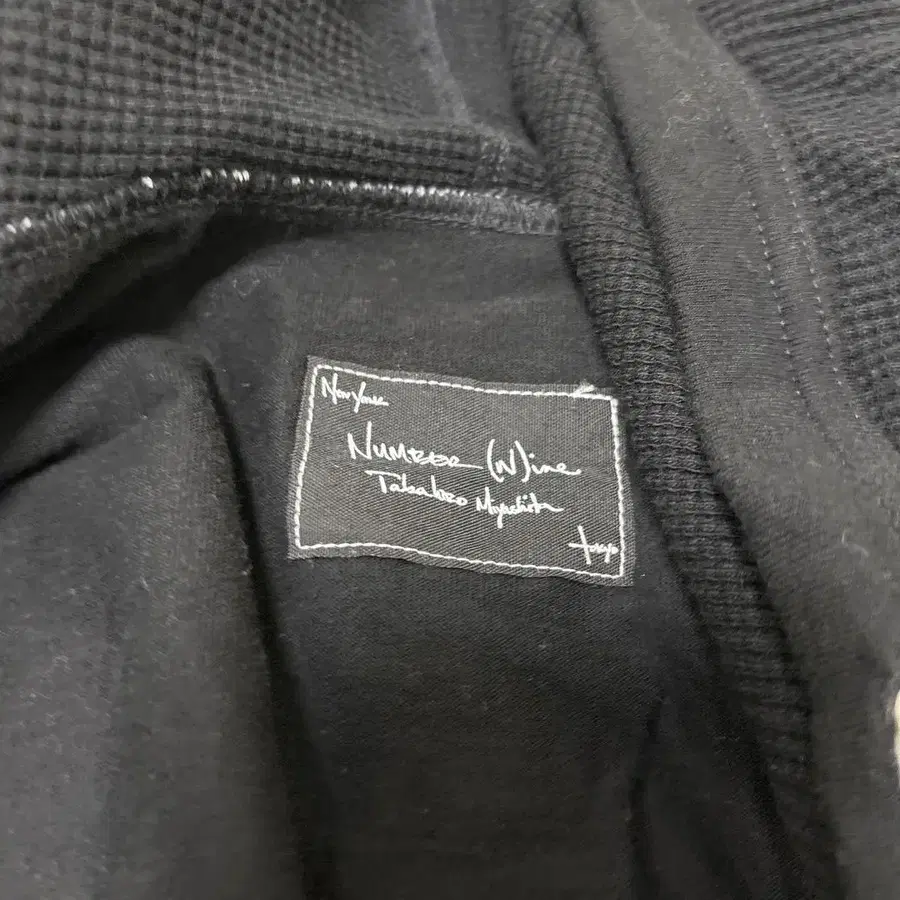 New York
NUMBER (N)ine
Takahiro Miyashita
Tokyo